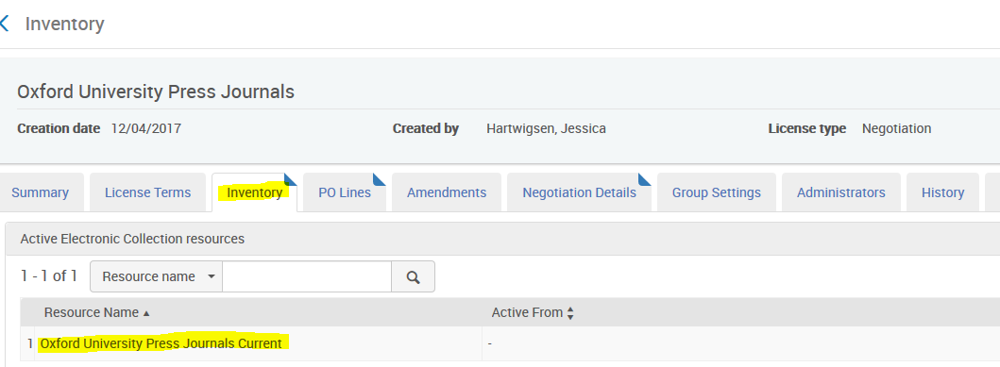 Inventory
Oxford University Press Journals
Creation date 12/04/2017 Created by Hartwigsen, Jessica License type Negotiation
Summary License Terms Inventory PO Lines Amendments Negotiation Details Group Settings Administrators History
Active Electronic Collection resources
1 - 1 of 1 Resource name
Resource Name Active From
1 Oxford University Press Journals Current -